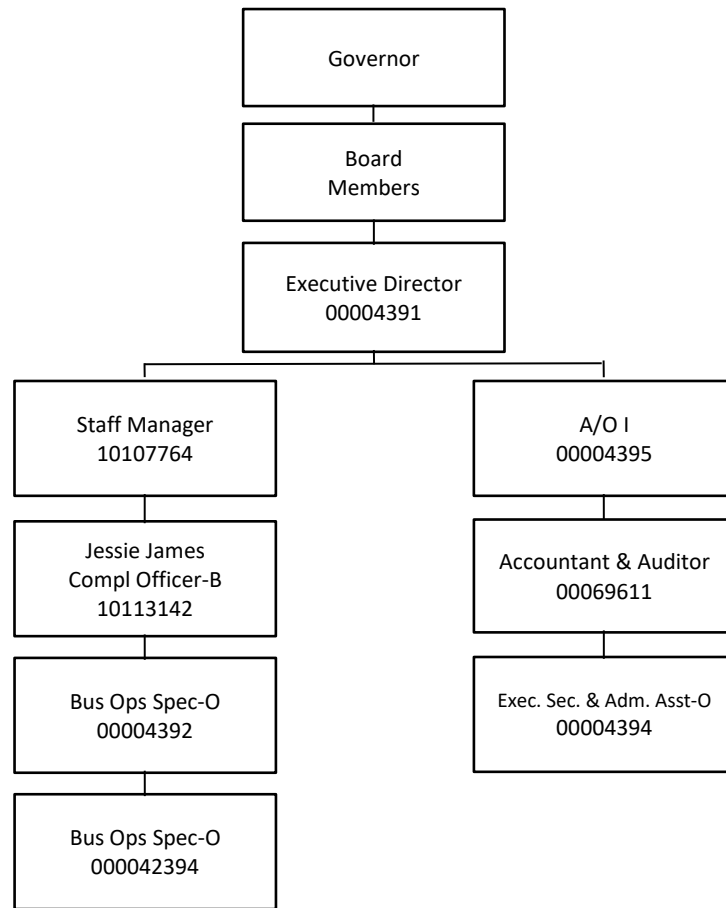 Governor
Board
Members
Executive Director
00004391
Staff Manager
10107764
A/O I
00004395
Jessie James
Compl Officer-B
10113142
Accountant & Auditor
00069611
Bus Ops Spec-O
00004392
Exec. Sec. & Adm. Asst-O
00004394
Bus Ops Spec-O
000042394